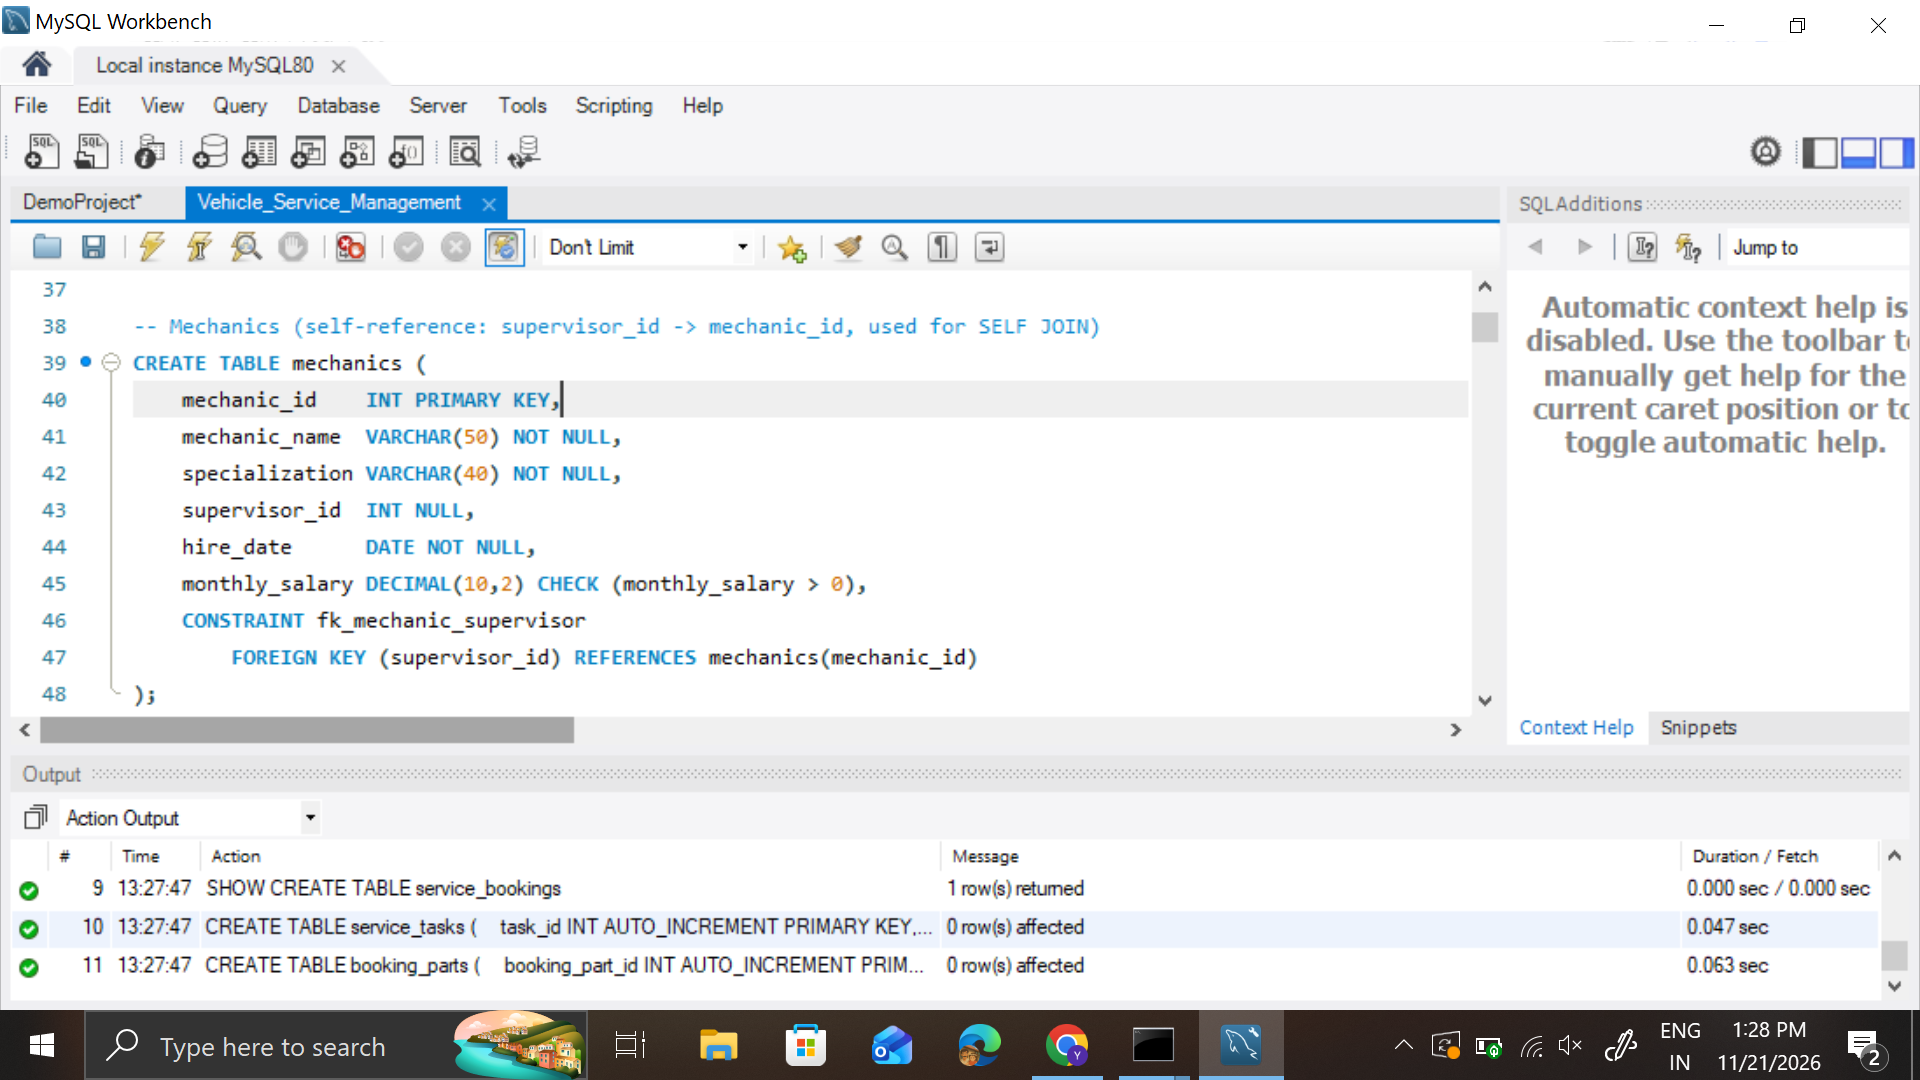 MySQL Workbench
Local instance MySQL80
File Edit View Query Database Server Tools Scripting Help
DemoProject* Vehicle_Service_Management
SQLAdditions
Don't Limit
Jump to
37
38 -- Mechanics (self-reference: supervisor_id -> mechanic_id, used for SELF JOIN)
39 CREATE TABLE mechanics (
40 mechanic_id INT PRIMARY KEY,
41 mechanic_name VARCHAR(50) NOT NULL,
42 specialization VARCHAR(40) NOT NULL,
43 supervisor_id INT NULL,
44 hire_date DATE NOT NULL,
45 monthly_salary DECIMAL(10,2) CHECK (monthly_salary > 0),
46 CONSTRAINT fk_mechanic_supervisor
47 FOREIGN KEY (supervisor_id) REFERENCES mechanics(mechanic_id)
48 );
Automatic context help is
disabled. Use the toolbar to
manually get help for the
current caret position or to
toggle automatic help.
Context Help Snippets
Output
Action Output
# Time Action Message Duration / Fetch
9 13:27:47 SHOW CREATE TABLE service_bookings 1 row(s) returned 0.000 sec / 0.000 sec
10 13:27:47 CREATE TABLE service_tasks ( task_id INT AUTO_INCREMENT PRIMARY KEY,... 0 row(s) affected 0.047 sec
11 13:27:47 CREATE TABLE booking_parts ( booking_part_id INT AUTO_INCREMENT PRIM... 0 row(s) affected 0.063 sec
Type here to search
ENG
IN
1:28 PM
11/21/2026
2